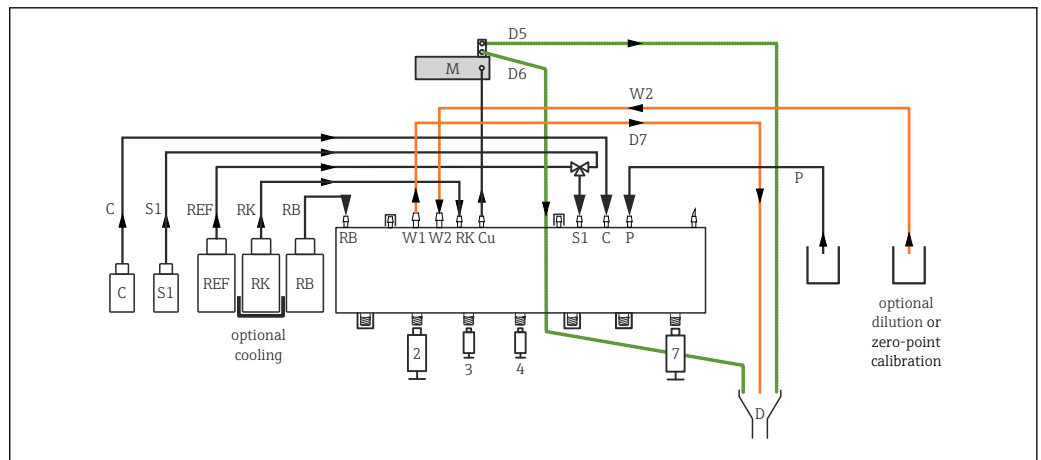 D5
M
D6
W2
D7
P
C
S1
REF
RK
RB
RB
W1
W2
RK
Cu
S1
C
P
C
S1
REF
RK
RB
optional
cooling
optional
dilution or
zero-point
calibration
2
3
4
7
D